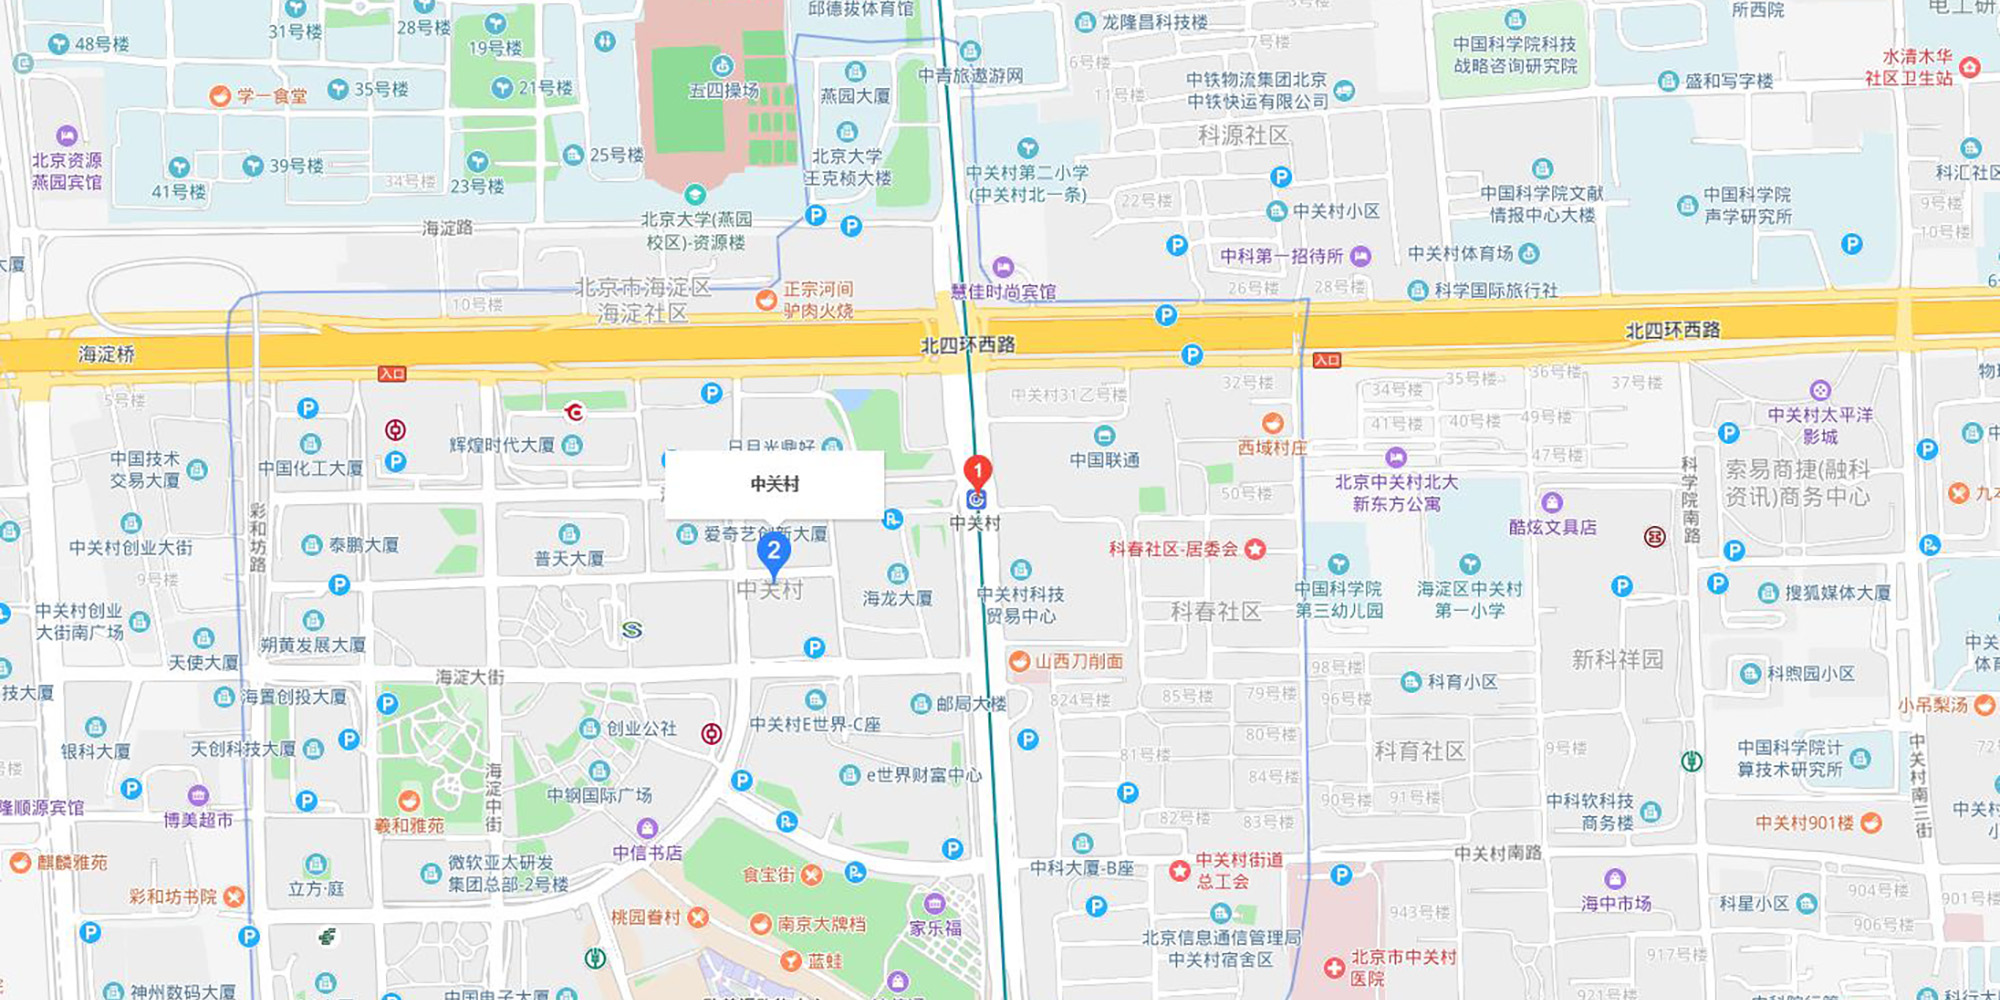 邱德拔体育馆
31号楼
28号楼
48号楼
19号楼
龙隆昌科技楼
7号楼
6号楼
所西院
中国科学院科技
战略咨询研究院
水清木华
社区卫生站
学一食堂
35号楼
21号楼
五四操场
燕园大厦
中青旅遨游网
11号楼
中铁物流集团北京
中铁快运有限公司
盛和写字楼
科源社区
北京资源
燕园宾馆
41号楼
39号楼
34号楼
23号楼
25号楼
北京大学
王克桢大楼
中关村第二小学
(中关村北一条)
22号楼
中关村小区
中国科学院文献
情报中心大楼
中国科学院
声学研究所
科汇社区
9号楼
10号楼
海淀路
北京大学(燕园
校区)-资源楼
中科第一招待所
中关村体育场
大厦
北京市海淀区
海淀社区
10号楼
正宗河间
驴肉火烧
慧佳时尚宾馆
26号楼
28号楼
科学国际旅行社
海淀桥
北四环西路
北四环西路
入口
入口
5号楼
中关村31乙号楼
32号楼
34号楼
35号楼
36号楼
37号楼
41号楼
40号楼
49号楼
47号楼
中关村太平洋
影城
中国技术
交易大厦
中国化工大厦
辉煌时代大厦
日月光鼎好
中关村
1
中关村
中国联通
西域村庄
50号楼
北京中关村北大
新东方公寓
酷炫文具店
科学院南路
索易商捷(融科
资讯)商务中心
彩和坊路
中关村创业大街
9号楼
泰鹏大厦
普天大厦
爱奇艺创新大厦
2
中关村
海龙大厦
中关村科技
贸易中心
科春社区-居委会
科春社区
中国科学院
第三幼儿园
海淀区中关村
第一小学
搜狐媒体大厦
中关村创业
大街南广场
朔黄发展大厦
天使大厦
海淀大街
山西刀削面
98号楼
96号楼
科育小区
新科祥园
科煦园小区
小吊梨汤
技大厦
海置创投大厦
银科大厦
天创科技大厦
创业公社
中关村E世界-C座
邮局大楼
824号楼
85号楼
79号楼
80号楼
81号楼
84号楼
科育社区
9号楼
中国科学院计
算技术研究所
中关村南三街
隆顺源宾馆
博美超市
羲和雅苑
海淀中街
中钢国际广场
e世界财富中心
82号楼
83号楼
90号楼
91号楼
中科软科技
商务楼
中关村901楼
麒麟雅苑
彩和坊书院
立方·庭
微软亚太研发
集团总部-2号楼
中信书店
食宝街
中科大厦-B座
中关村街道
总工会
中关村南路
海中市场
科星小区
904号楼
906号楼
901号楼
桃园眷村
南京大牌档
家乐福
蓝蛙
北京信息通信管理局
中关村宿舍区
943号楼
北京市中关村
医院
917号楼
921号楼
神州数码大厦
中国电子大厦